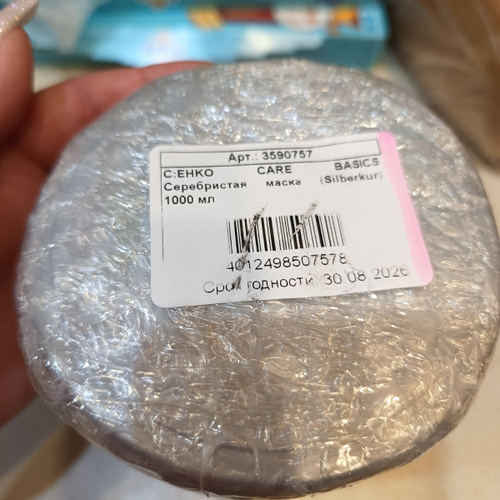 Арт.: 3590757
C:EHKO CARE BASICS
Серебристая маска (Silberkur)
1000 мл
4012498507578
Срок годности: 30 08 2026